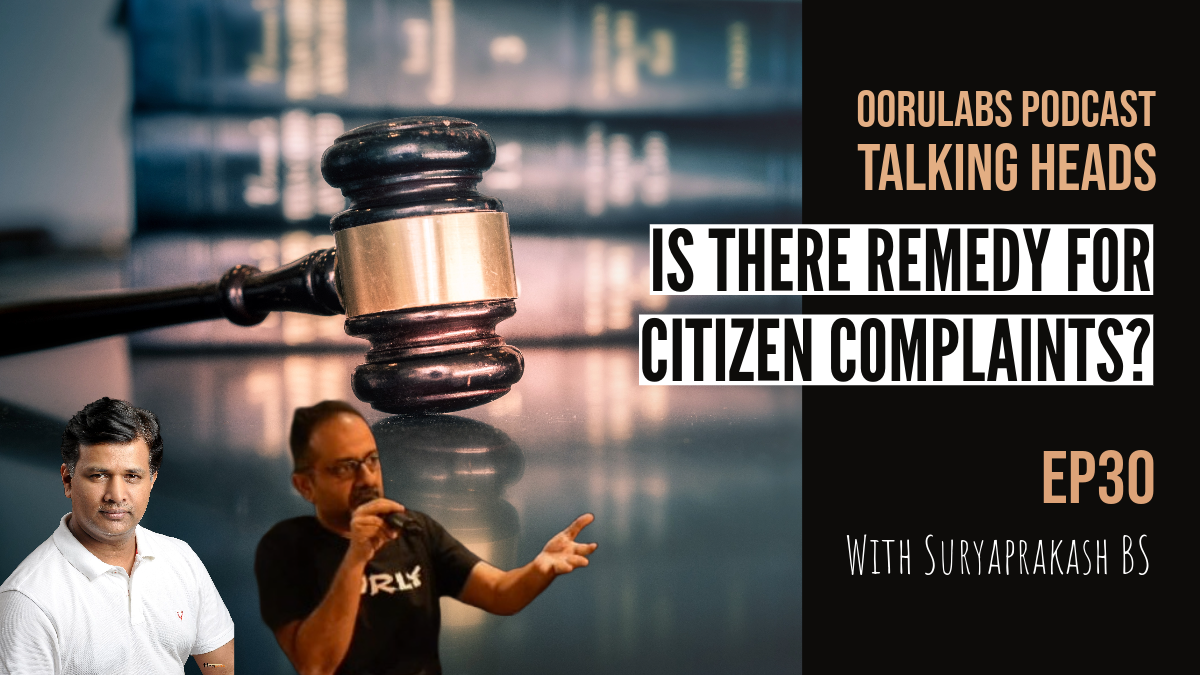 OORULABS PODCAST
TALKING HEADS
IS THERE REMEDY FOR
CITIZEN COMPLAINTS?
EP30
WITH SURYAPRAKASH BS